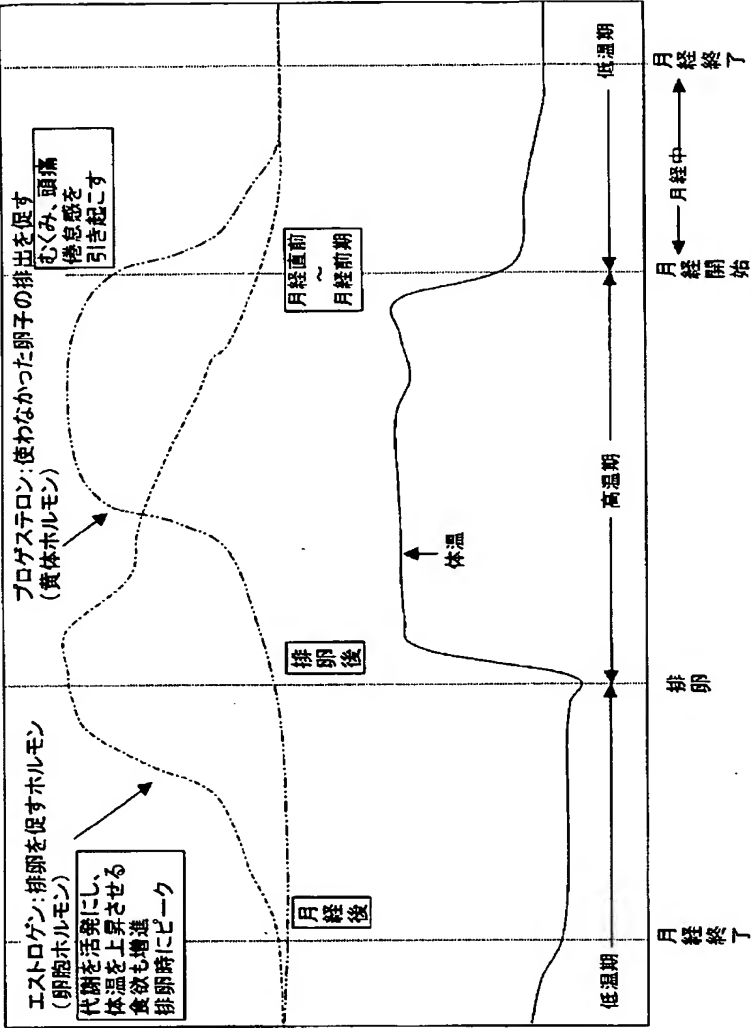 エストロゲン:排卵を促すホルモン
(卵胞ホルモン)
代謝を活発にし、
体温を上昇させる
食欲も増進
排卵時にピーク
プロゲステロン:使わなかった卵子の排出を促す
(黄体ホルモン)
むくみ、頭痛
倦怠感を
引き起こす
月経後
排卵後
月経直前
~
月経前期
体温
低温期
高温期
低温期
月経終了
排卵
月経開始
月経中
月経終了